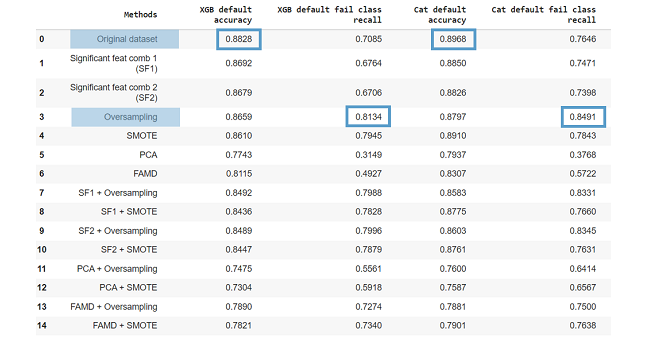 Methods XGB default accuracy XGB default fail class recall Cat default accuracy Cat default fail class recall
0 Original dataset 0.8828 0.7085 0.8968 0.7646
1 Significant feat comb 1 (SF1) 0.8692 0.6764 0.8850 0.7471
2 Significant feat comb 2 (SF2) 0.8679 0.6706 0.8826 0.7398
3 Oversampling 0.8659 0.8134 0.8797 0.8491
4 SMOTE 0.8610 0.7945 0.8910 0.7843
5 PCA 0.7743 0.3149 0.7937 0.3768
6 FAMD 0.8115 0.4927 0.8307 0.5722
7 SF1 + Oversampling 0.8492 0.7988 0.8583 0.8331
8 SF1 + SMOTE 0.8436 0.7828 0.8775 0.7660
9 SF2 + Oversampling 0.8489 0.7996 0.8603 0.8345
10 SF2 + SMOTE 0.8447 0.7879 0.8761 0.7631
11 PCA + Oversampling 0.7475 0.5561 0.7600 0.6414
12 PCA + SMOTE 0.7304 0.5918 0.7587 0.6567
13 FAMD + Oversampling 0.7890 0.7274 0.7881 0.7500
14 FAMD + SMOTE 0.7821 0.7340 0.7901 0.7638